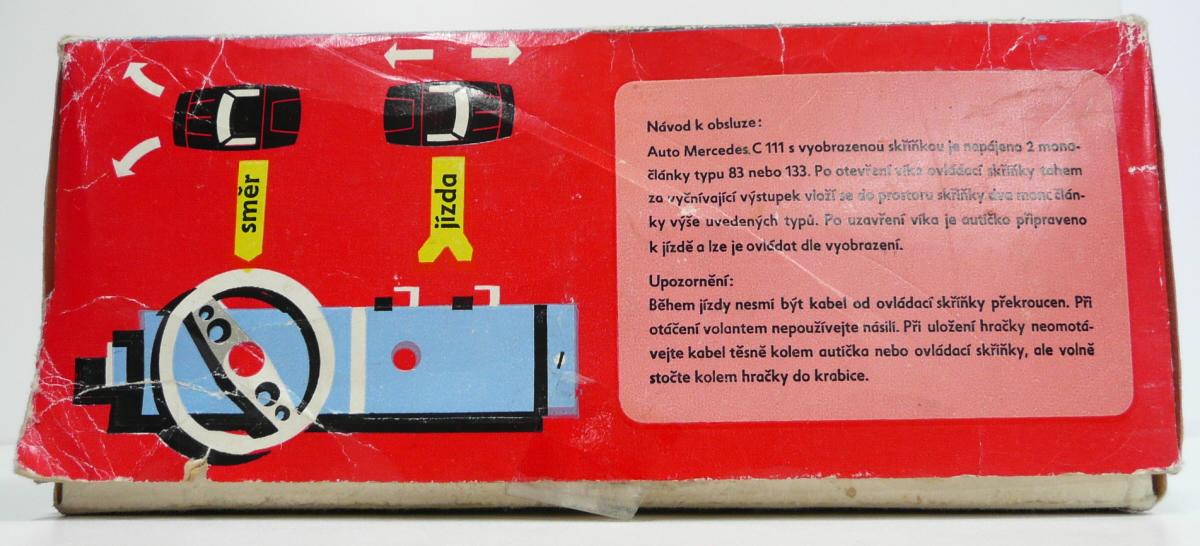 směr
jízda
Návod k obsluze:
Auto Mercedes C 111 s vyobrazenou skříňkou je napájeno 2 mono-
články typu 83 nebo 133. Po otevření víka ovládací skříňky tahem
za vyčnívající výstupek vloží se do prostoru skříňky dva monočlán-
ky výše uvedených typů. Po uzavření víka je autíčko připraveno
k jízdě a lze je ovládat dle vyobrazení.
Upozornění:
Během jízdy nesmí být kabel od ovládací skříňky překroucen. Při
otáčení volantem nepoužívejte násilí. Při uložení hračky neomotá-
vejte kabel těsně kolem autíčka nebo ovládací skříňky, ale volně
stočte kolem hračky do krabice.